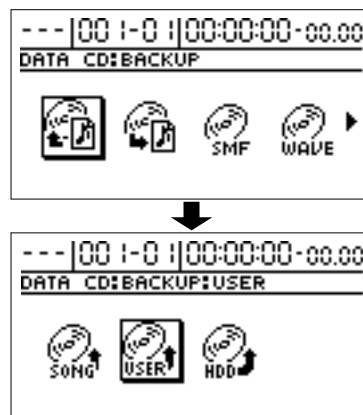 ---|001-01|00:00:00-00.00
DATA CD:BACKUP
SMF WAVE
---|001-01|00:00:00-00.00
DATA CD:BACKUP:USER
SONG USER HDD